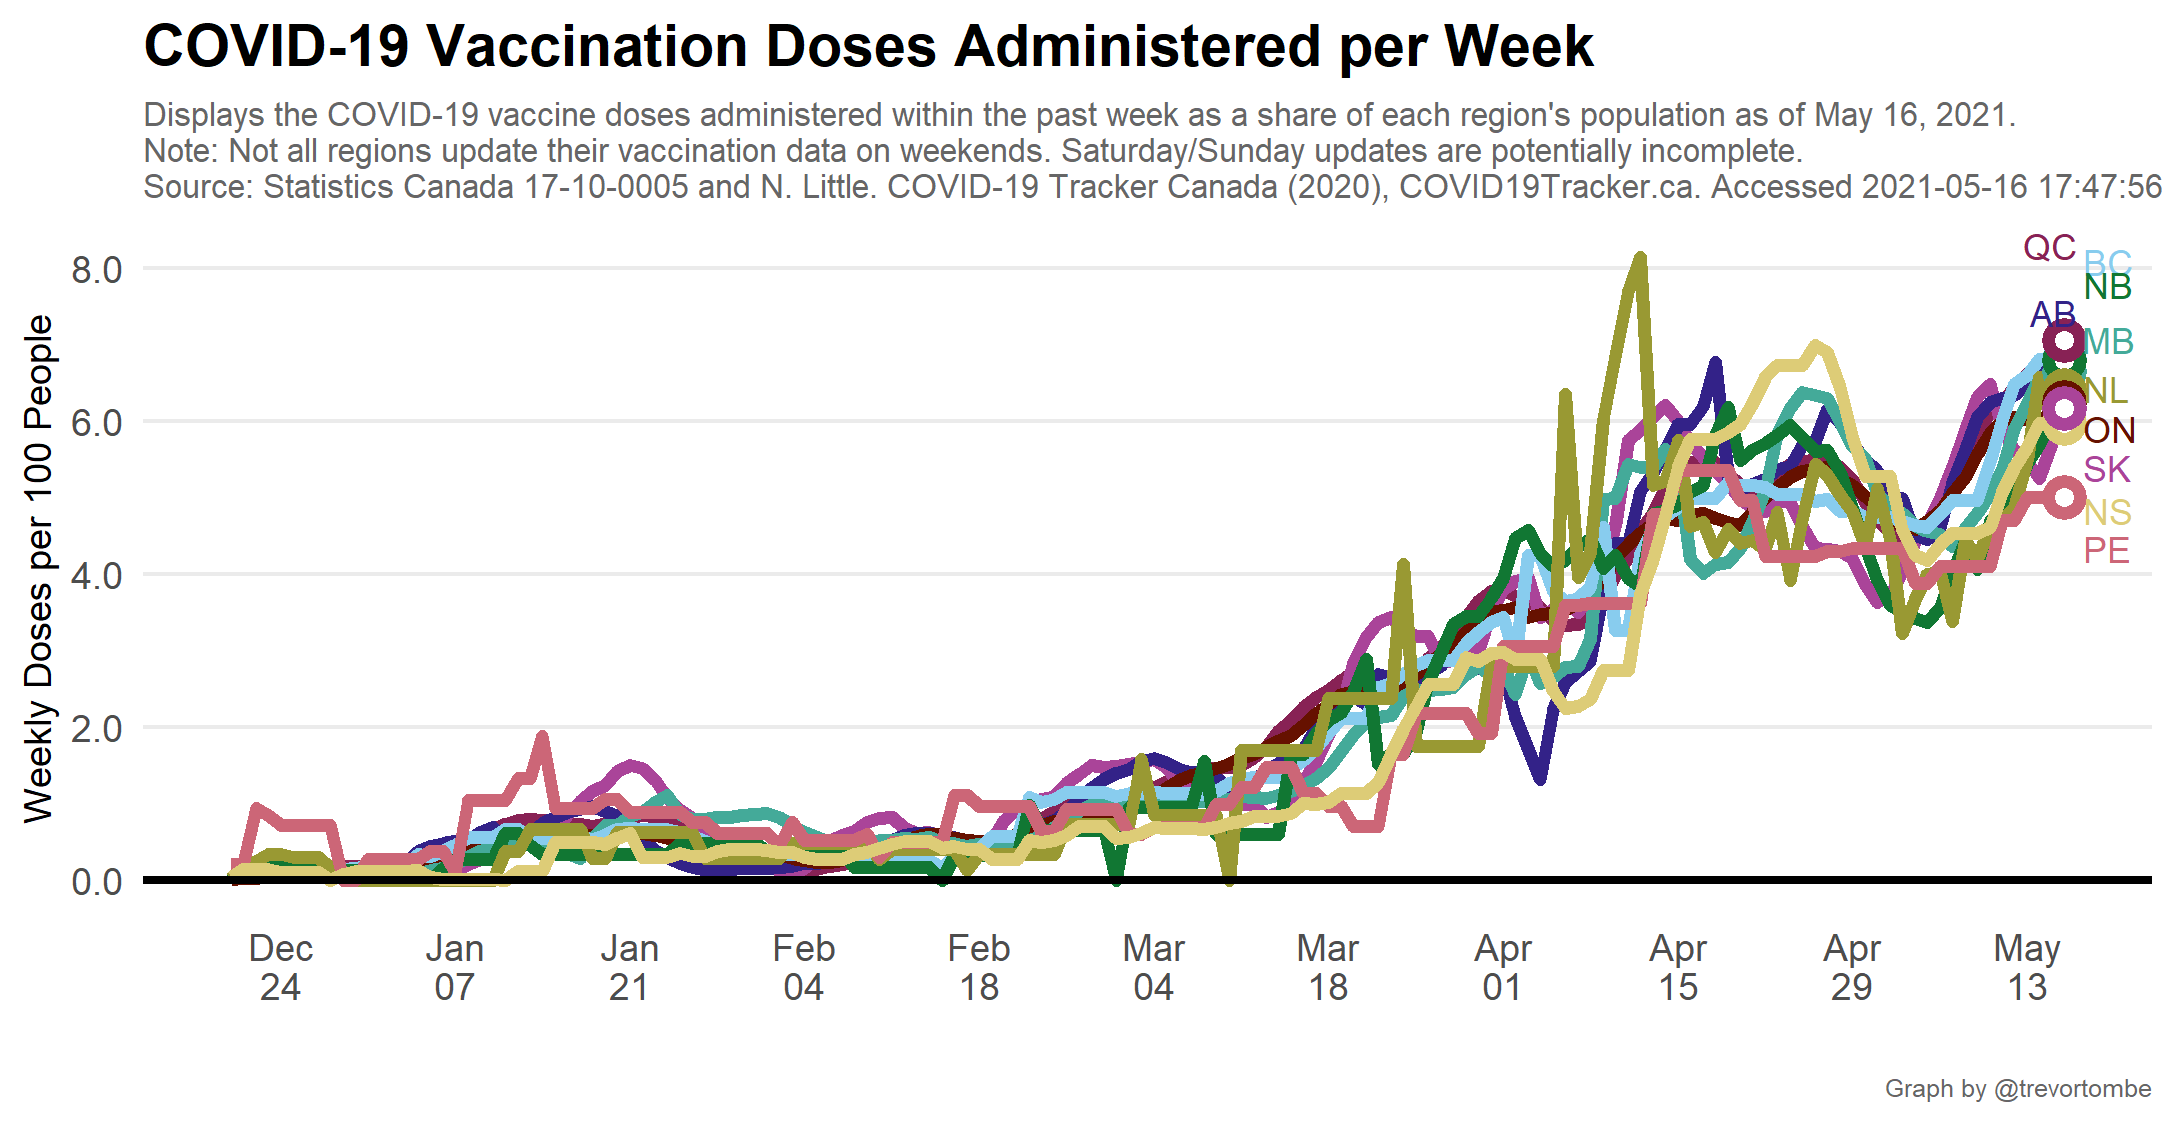 COVID-19 Vaccination Doses Administered per Week
Displays the COVID-19 vaccine doses administered within the past week as a share of each region's population as of May 16, 2021.
Note: Not all regions update their vaccination data on weekends. Saturday/Sunday updates are potentially incomplete.
Source: Statistics Canada 17-10-0005 and N. Little. COVID-19 Tracker Canada (2020), COVID19Tracker.ca. Accessed 2021-05-16 17:47:56
Weekly Doses per 100 People
8.0
6.0
4.0
2.0
0.0
QC
BC
NB
AB
MB
NL
ON
SK
NS
PE
Dec 
24
Jan
07
Jan
21
Feb
04
Feb
18
Mar
04
Mar
18
Apr
01
Apr
15
Apr
29
May
13
Graph by @trevortombe